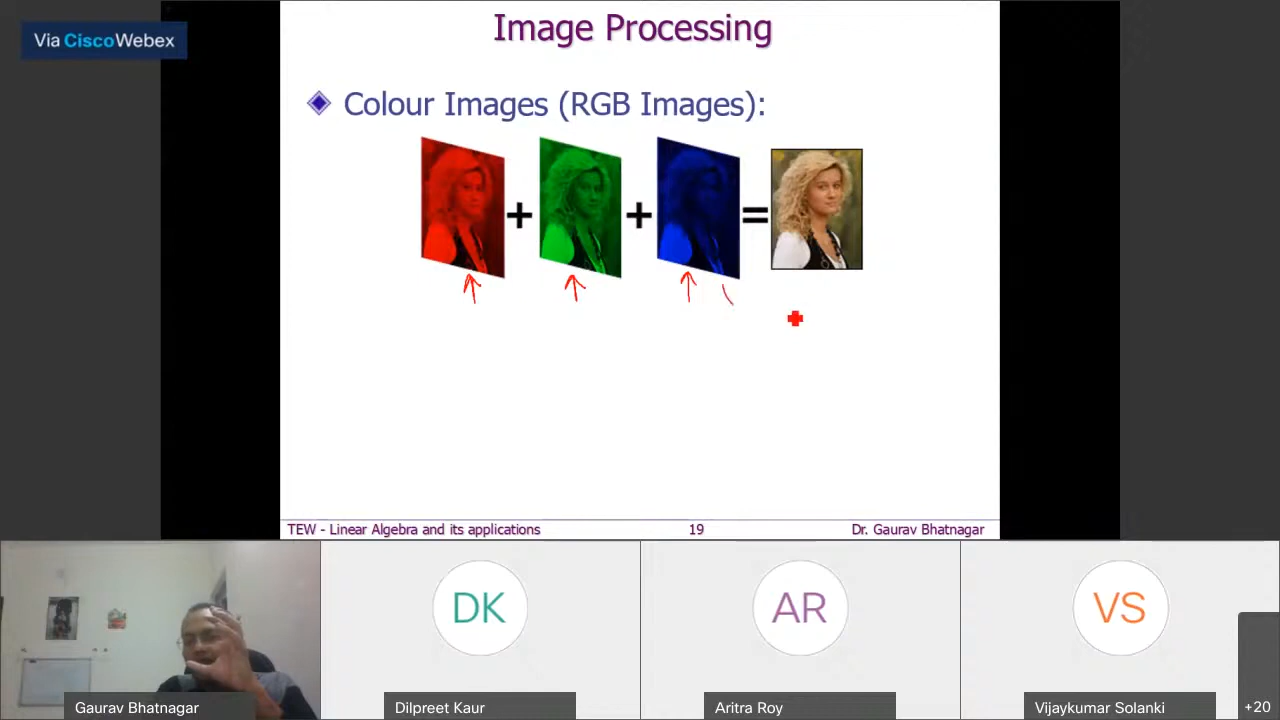 Via CiscoWebex
Image Processing
Colour Images (RGB Images):
+ + =
TEW - Linear Algebra and its applications 19 Dr. Gaurav Bhatnagar
DK AR VS
Gaurav Bhatnagar Dilpreet Kaur Aritra Roy Vijaykumar Solanki +20